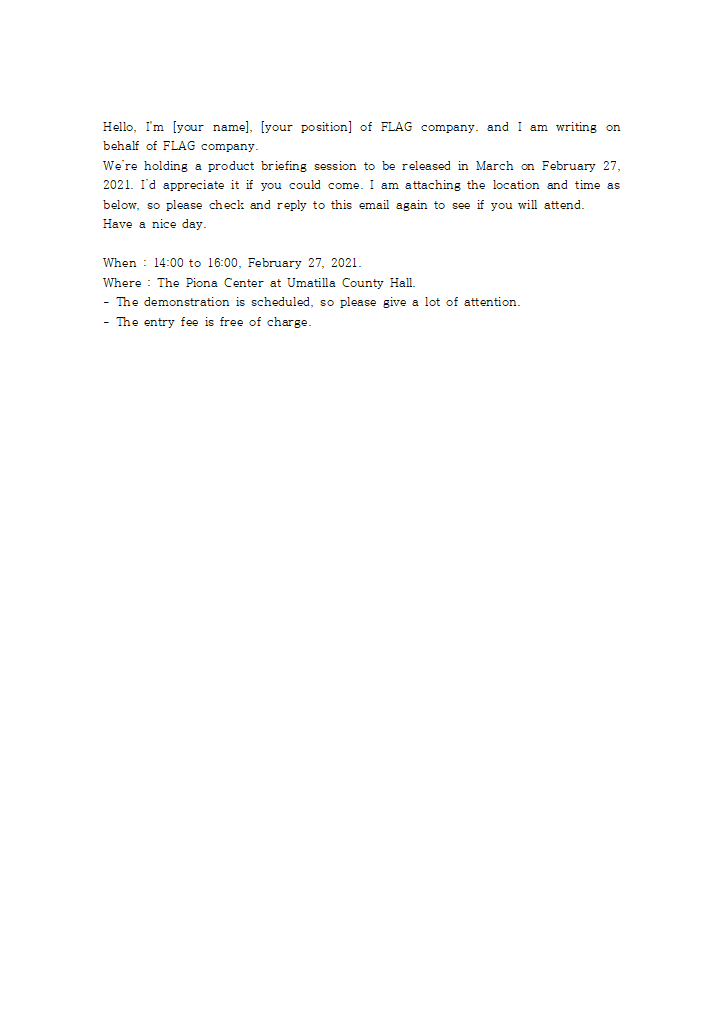 Hello, I'm [your name], [your position] of FLAG company. and I am writing on
behalf of FLAG company.
We're holding a product briefing session to be released in March on February 27,
2021. I'd appreciate it if you could come. I am attaching the location and time as
below, so please check and reply to this email again to see if you will attend.
Have a nice day.
When : 14:00 to 16:00, February 27, 2021.
Where : The Piona Center at Umatilla County Hall.
- The demonstration is scheduled, so please give a lot of attention.
- The entry fee is free of charge.